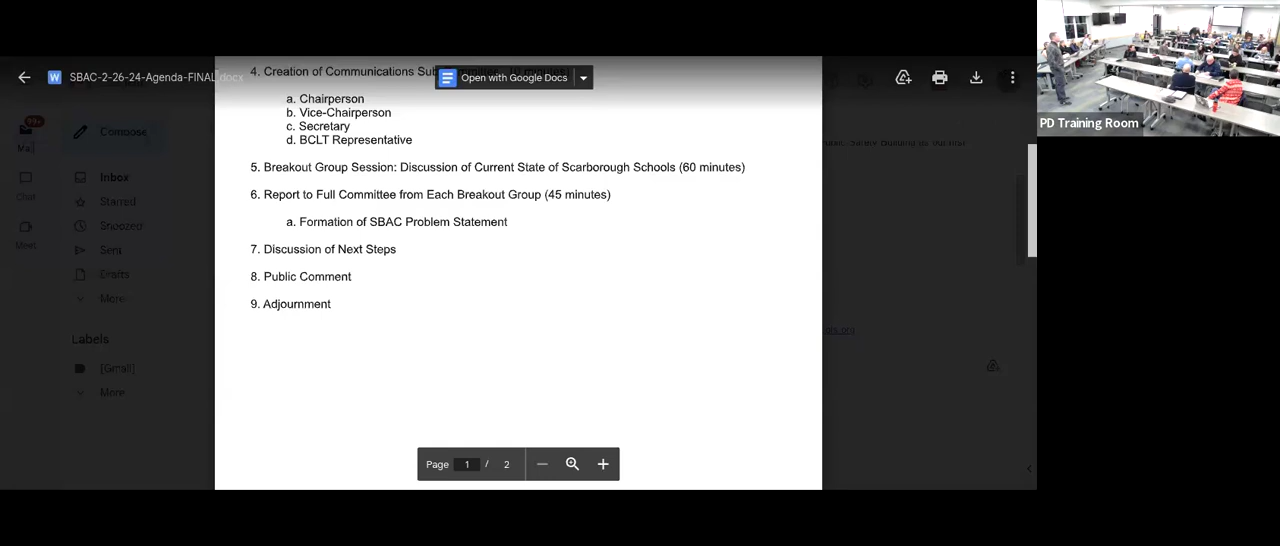 SBAC-2-26-24-Agenda-FINAL.docx
Open with Google Docs
4. Creation of Communications
a. Chairperson
b. Vice-Chairperson
c. Secretary
d. BCLT Representative
5. Breakout Group Session: Discussion of Current State of Scarborough Schools (60 minutes)
6. Report to Full Committee from Each Breakout Group (45 minutes)
a. Formation of SBAC Problem Statement
7. Discussion of Next Steps
8. Public Comment
9. Adjournment
Page 1 / 2
99+
Mail
Chat
Meet
Compose
Inbox
Starred
Snoozed
Sent
Drafts
More
Labels
[Gmail]
More
PD Training Room